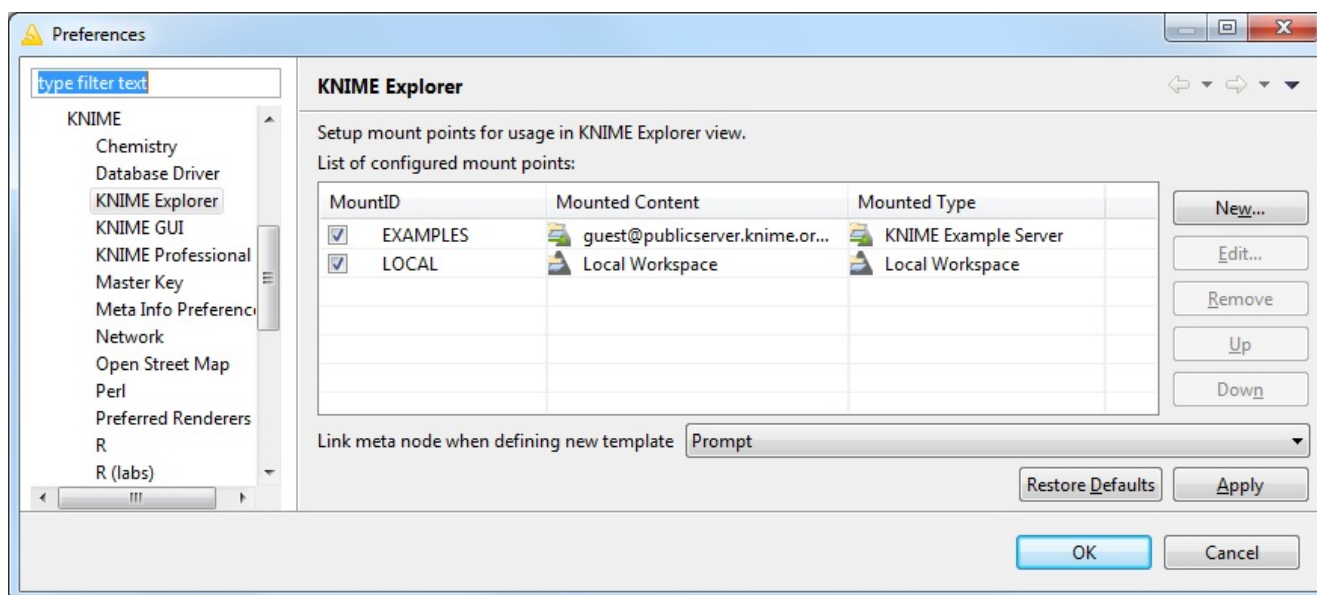 Preferences
type filter text
KNIME
Chemistry
Database Driver
KNIME Explorer
KNIME GUI
KNIME Professional
Master Key
Meta Info Preferenc
Network
Open Street Map
Perl
Preferred Renderers
R
R (labs)
KNIME Explorer
Setup mount points for usage in KNIME Explorer view.
List of configured mount points:
MountID Mounted Content Mounted Type
EXAMPLES guest@publicserver.knime.or... KNIME Example Server
LOCAL Local Workspace Local Workspace
New...
Edit...
Remove
Up
Down
Link meta node when defining new template Prompt
Restore Defaults Apply
OK Cancel